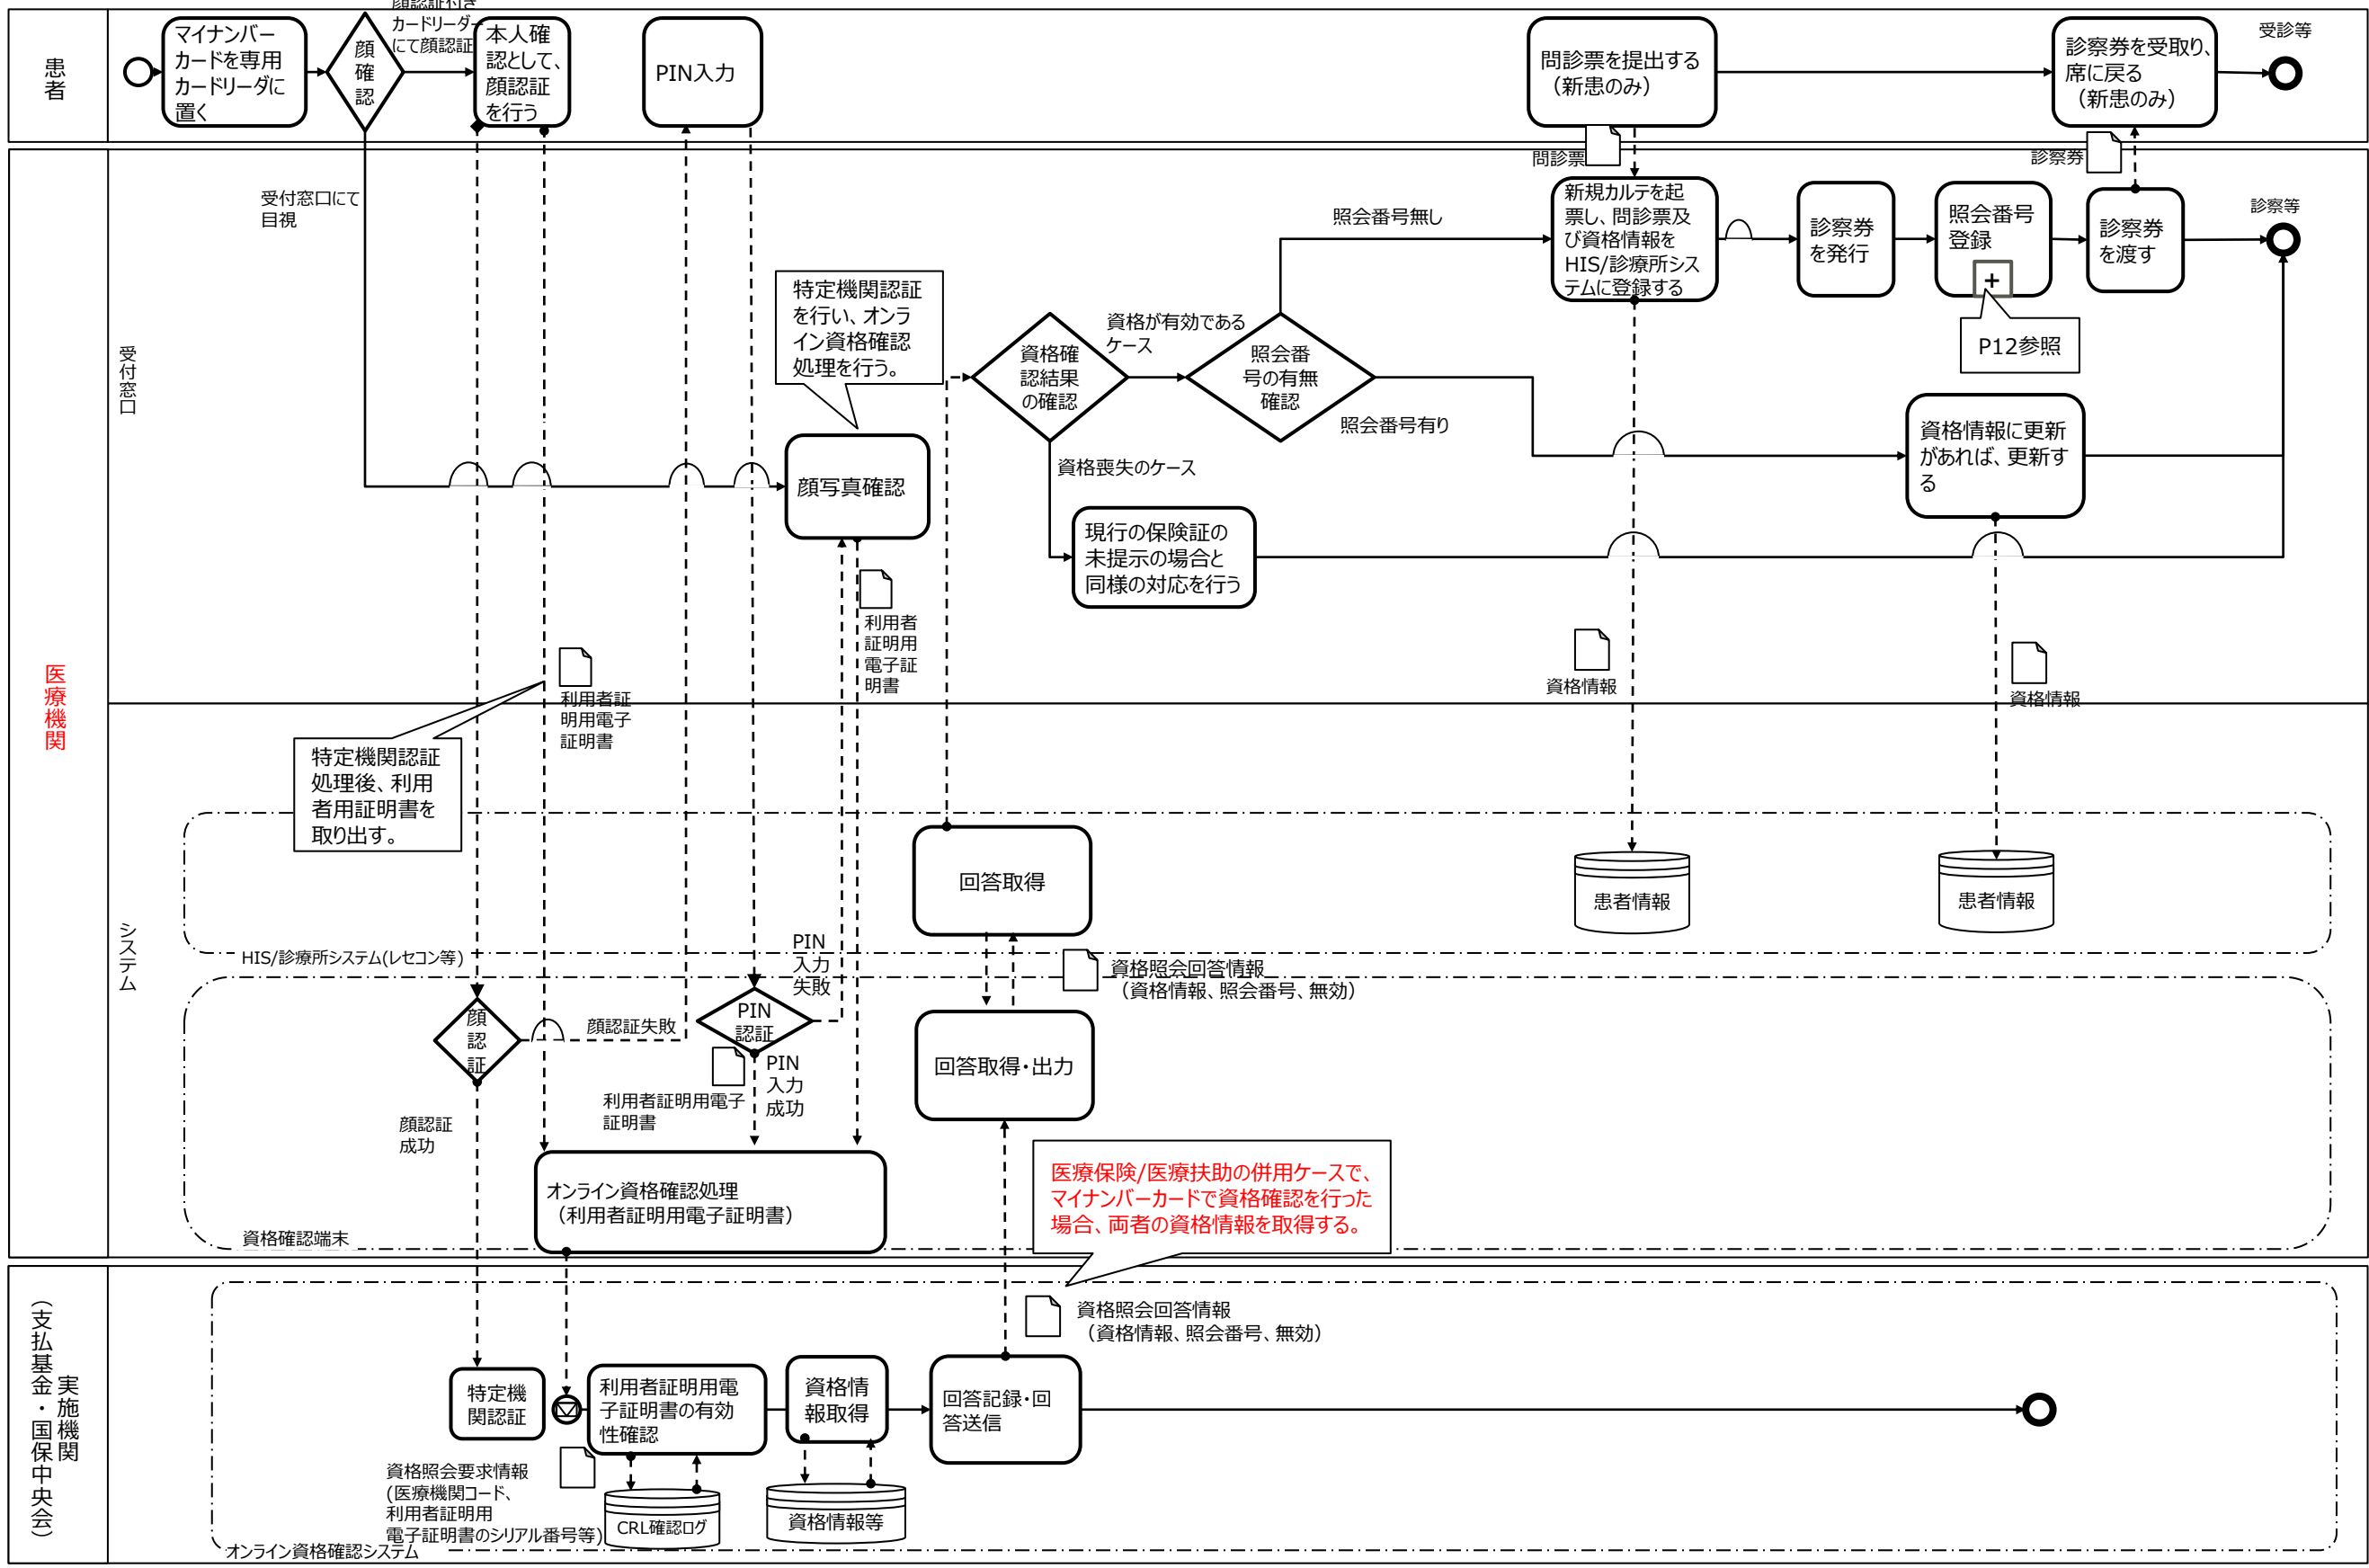 患者
マイナンバー
カードを専用
カードリーダに
置く
顔
確
認
顔認証付き
カードリーダー
にて顔認証
本人確
認として、
顔認証
を行う
PIN入力
問診票を提出する
（新患のみ）
診察券を受取り、
席に戻る
（新患のみ）
受診等
医療機関
受付窓口
受付窓口にて
目視
問診票
診察券
照会番号無し
新規カルテを起
票し、問診票及
び資格情報を
HIS/診療所シス
テムに登録する
診察券
を発行
照会番号
登録
+
P12参照
診察券
を渡す
診察等
特定機関認証
を行い、オンラ
イン資格確認
処理を行う。
資格確
認結果
の確認
資格が有効である
ケース
照会番
号の有無
確認
照会番号有り
資格情報に更新
があれば、更新す
る
顔写真確認
資格喪失のケース
現行の保険証の
未提示の場合と
同様の対応を行う
利用者
証明用
電子証
明書
利用者証
明用電子
証明書
資格情報
資格情報
システム
特定機関認証
処理後、利用
者用証明書を
取り出す。
回答取得
患者情報
患者情報
HIS/診療所システム(レセコン等)
PIN
入力
失敗
資格照会回答情報
（資格情報、照会番号、無効）
顔
認
証
顔認証失敗
PIN
認証
PIN
入力
成功
利用者証明用電子
証明書
回答取得・出力
顔認証
成功
オンライン資格確認処理
（利用者証明用電子証明書）
資格確認端末
医療保険/医療扶助の併用ケースで、
マイナンバーカードで資格確認を行った
場合、両者の資格情報を取得する。
実施機関
（支払基金・国保中央会）
資格照会回答情報
（資格情報、照会番号、無効）
特定機
関認証
利用者証明用電
子証明書の有効
性確認
資格情
報取得
回答記録・回
答送信
資格照会要求情報
(医療機関コード、
利用者証明用
電子証明書のシリアル番号等)
CRL確認ログ
資格情報等
オンライン資格確認システム